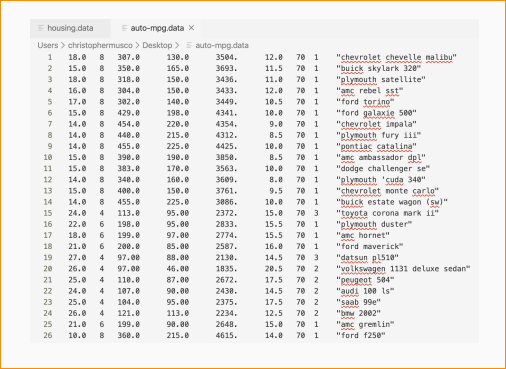 housing.data auto-mpg.data ×
Users > christophermusco > Desktop > auto-mpg.data
1 18.0 8 307.0 130.0 3504. 12.0 70 1 "chevrolet chevelle malibu"
2 15.0 8 350.0 165.0 3693. 11.5 70 1 "buick skylark 320"
3 18.0 8 318.0 150.0 3436. 11.0 70 1 "plymouth satellite"
4 16.0 8 304.0 150.0 3433. 12.0 70 1 "amc rebel sst"
5 17.0 8 302.0 140.0 3449. 10.5 70 1 "ford torino"
6 15.0 8 429.0 198.0 4341. 10.0 70 1 "ford galaxie 500"
7 14.0 8 454.0 220.0 4354. 9.0 70 1 "chevrolet impala"
8 14.0 8 440.0 215.0 4312. 8.5 70 1 "plymouth fury iii"
9 14.0 8 455.0 225.0 4425. 10.0 70 1 "pontiac catalina"
10 15.0 8 390.0 190.0 3850. 8.5 70 1 "amc ambassador dpl"
11 15.0 8 383.0 170.0 3563. 10.0 70 1 "dodge challenger se"
12 14.0 8 340.0 160.0 3609. 8.0 70 1 "plymouth 'cuda 340"
13 15.0 8 400.0 150.0 3761. 9.5 70 1 "chevrolet monte carlo"
14 14.0 8 455.0 225.0 3086. 10.0 70 1 "buick estate wagon (sw)"
15 24.0 4 113.0 95.00 2372. 15.0 70 3 "toyota corona mark ii"
16 22.0 6 198.0 95.00 2833. 15.5 70 1 "plymouth duster"
17 18.0 6 199.0 97.00 2774. 15.5 70 1 "amc hornet"
18 21.0 6 200.0 85.00 2587. 16.0 70 1 "ford maverick"
19 27.0 4 97.00 88.00 2130. 14.5 70 3 "datsun pl510"
20 26.0 4 97.00 46.00 1835. 20.5 70 2 "volkswagen 1131 deluxe sedan"
21 25.0 4 110.0 87.00 2672. 17.5 70 2 "peugeot 504"
22 24.0 4 107.0 90.00 2430. 14.5 70 2 "audi 100 ls"
23 25.0 4 104.0 95.00 2375. 17.5 70 2 "saab 99e"
24 26.0 4 121.0 113.0 2234. 12.5 70 2 "bmw 2002"
25 21.0 6 199.0 90.00 2648. 15.0 70 1 "amc gremlin"
26 10.0 8 360.0 215.0 4615. 14.0 70 1 "ford f250"